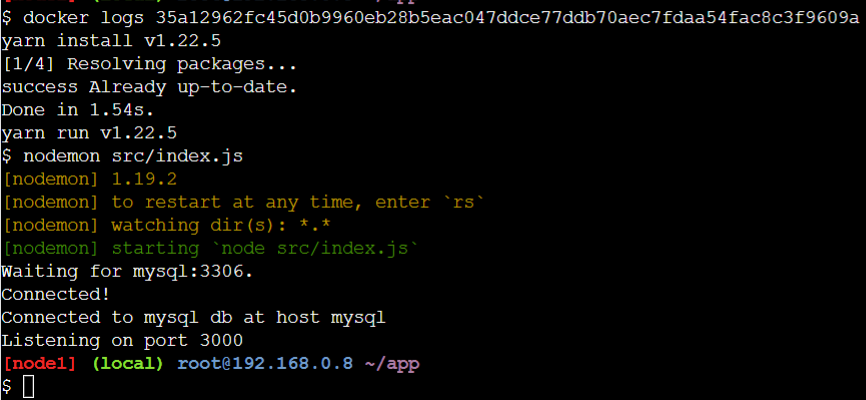 $ docker logs 35a12962fc45d0b9960eb28b5eac047ddce77ddb70aec7fdaa54fac8c3f9609a
yarn install v1.22.5
[1/4] Resolving packages...
success Already up-to-date.
Done in 1.54s.
yarn run v1.22.5
$ nodemon src/index.js
[nodemon] 1.19.2
[nodemon] to restart at any time, enter `rs`
[nodemon] watching dir(s): *.*
[nodemon] starting `node src/index.js`
Waiting for mysql:3306.
Connected!
Connected to mysql db at host mysql
Listening on port 3000
[node1] (local) root@192.168.0.8 ~/app
$